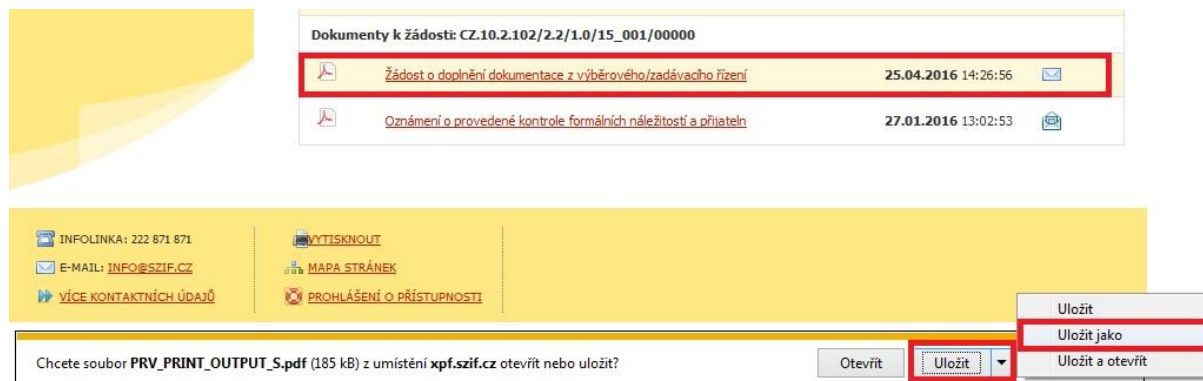 Dokumenty k žádosti: CZ.10.2.102/2.2/1.0/15_001/00000
Žádost o doplnění dokumentace z výběrového/zadávacího řízení 25.04.2016 14:26:56
Oznámení o provedené kontrole formálních náležitostí a přijateln 27.01.2016 13:02:53
INFOLINKA: 222 871 871
E-MAIL: INFO@SZIF.CZ
VÍCE KONTAKTNÍCH ÚDAJŮ
VYTISKNOUT
MAPA STRÁNEK
PROHLÁŠENÍ O PŘÍSTUPNOSTI
Chcete soubor PRV_PRINT_OUTPUT_S.pdf (185 kB) z umístění xpf.szif.cz otevřít nebo uložit?
Otevřít
Uložit
Uložit
Uložit jako
Uložit a otevřít